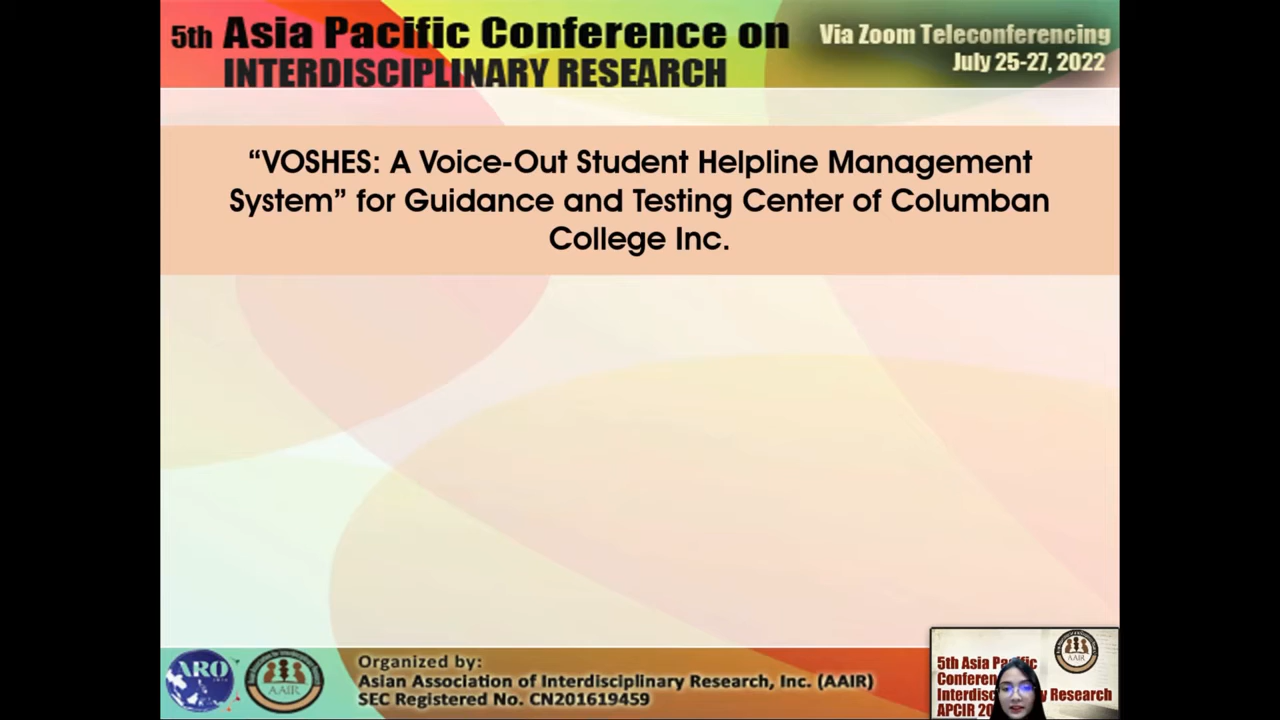 5th Asia Pacific Conference on
INTERDISCIPLINARY RESEARCH
Via Zoom Teleconferencing
July 25-27, 2022
“VOSHES: A Voice-Out Student Helpline Management
System” for Guidance and Testing Center of Columban
College Inc.
ARO
AAIR
Organized by:
Asian Association of Interdisciplinary Research, Inc. (AAIR)
SEC Registered No. CN201619459
5th Asia Pacific
Research
APCIR
AAIR